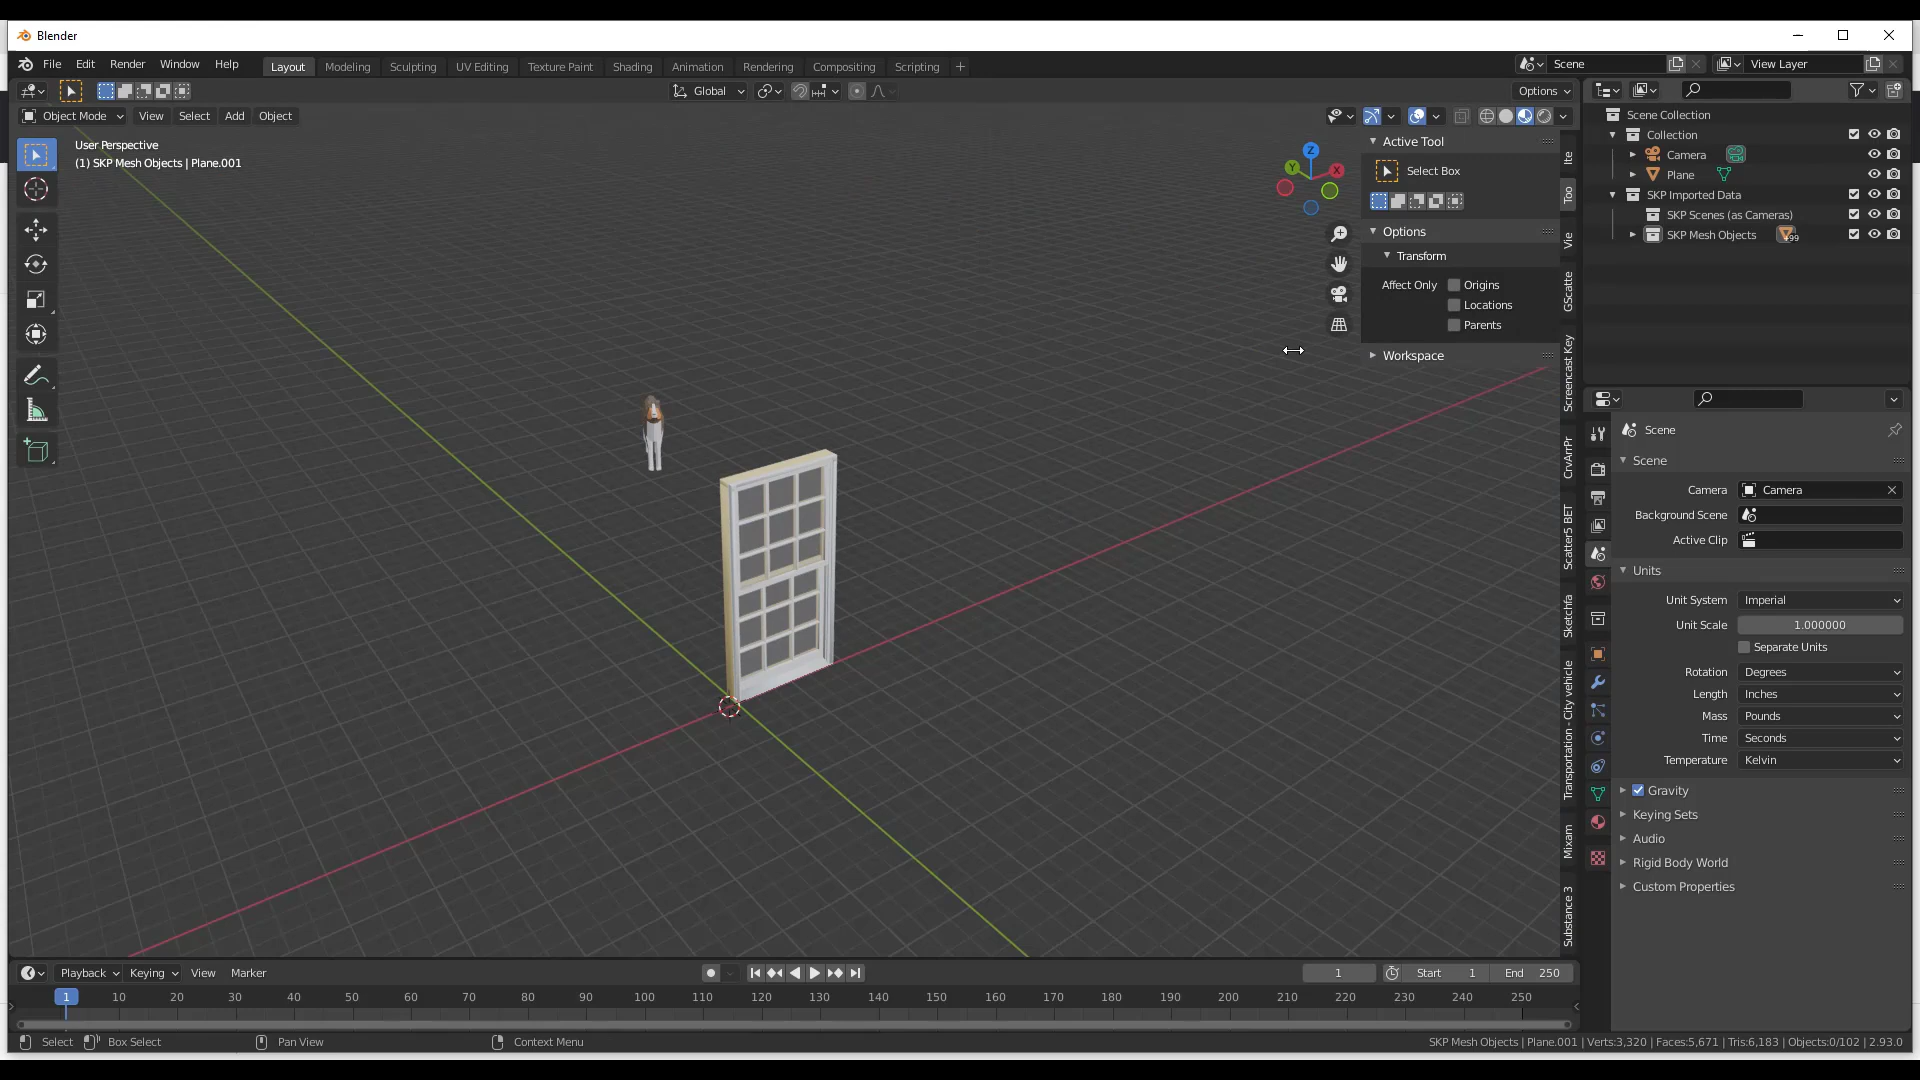 Blender
File Edit Render Window Help
Layout Modeling Sculpting UV Editing Texture Paint Shading Animation Rendering Compositing Scripting +
Scene
View Layer
Global
Options
Object Mode View Select Add Object
User Perspective
(1) SKP Mesh Objects | Plane.001
Z
Y
X
Active Tool
Select Box
Options
Transform
Affect Only Origins
Locations
Parents
Workspace
Ite
Too
Vie
GScatte
Screencast Key
CrvArrPr
Scatter5 BET
Sketchfa
Transportation - City vehicle
Mixam
Substance 3
Scene Collection
Collection
Camera
Plane
SKP Imported Data
SKP Scenes (as Cameras)
SKP Mesh Objects +99
Scene
Scene
Camera Camera
Background Scene
Active Clip
Units
Unit System Imperial
Unit Scale 1.000000
Separate Units
Rotation Degrees
Length Inches
Mass Pounds
Time Seconds
Temperature Kelvin
Gravity
Keying Sets
Audio
Rigid Body World
Custom Properties
Playback Keying View Marker
1 Start 1 End 250
1 10 20 30 40 50 60 70 80 90 100 110 120 130 140 150 160 170 180 190 200 210 220 230 240 250
Select Box Select Pan View Context Menu
SKP Mesh Objects | Plane.001 | Verts:3,320 | Faces:5,671 | Tris:6,183 | Objects:0/102 | 2.93.0